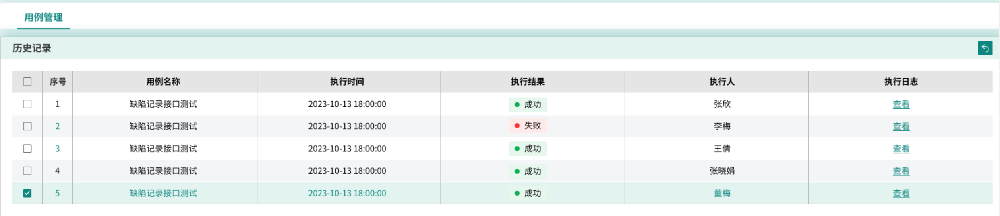 用例管理
历史记录
序号 用例名称 执行时间 执行结果 执行人 执行日志
1 缺陷记录接口测试 2023-10-13 18:00:00 成功 张欣 查看
2 缺陷记录接口测试 2023-10-13 18:00:00 失败 李梅 查看
3 缺陷记录接口测试 2023-10-13 18:00:00 成功 王倩 查看
4 缺陷记录接口测试 2023-10-13 18:00:00 成功 张晓娟 查看
5 缺陷记录接口测试 2023-10-13 18:00:00 成功 董梅 查看